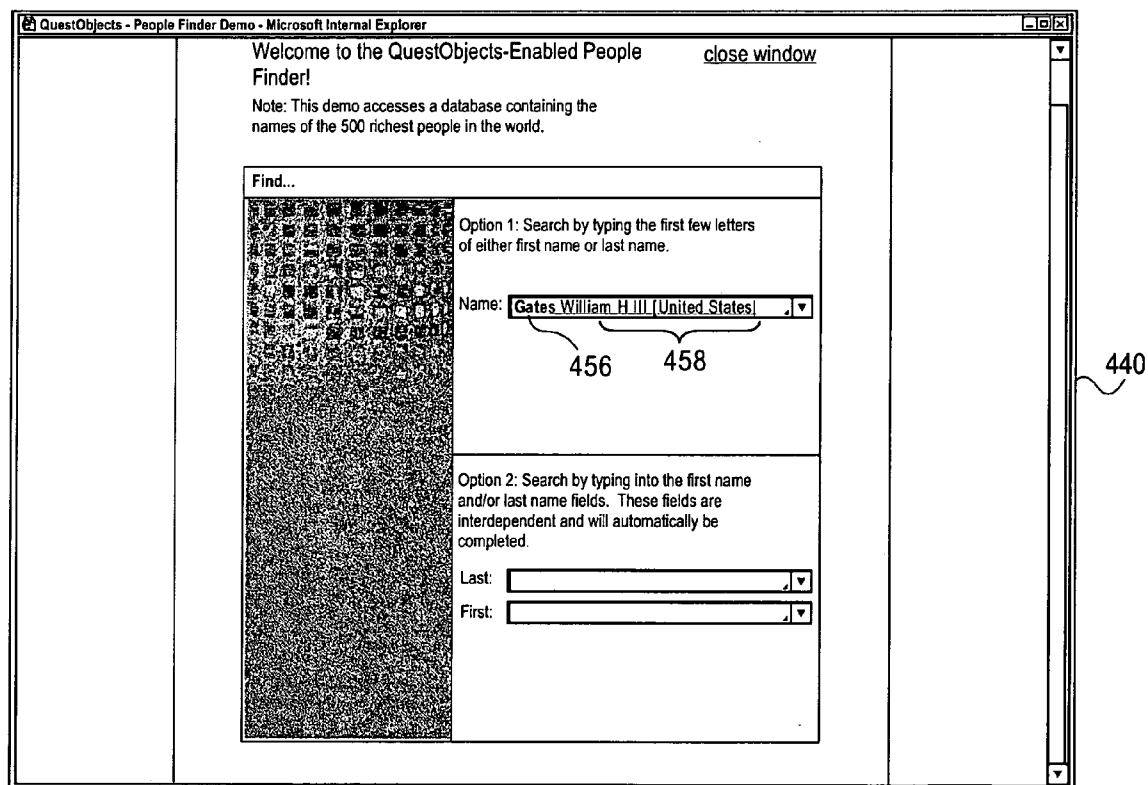 QuestObjects - People Finder Demo - Microsoft Internal Explorer
Welcome to the QuestObjects-Enabled People
Finder!
close window
Note: This demo accesses a database containing the
names of the 500 richest people in the world.
Find...
Option 1: Search by typing the first few letters
of either first name or last name.
Name: Gates William H III [United States]
456
458
440
Option 2: Search by typing into the first name
and/or last name fields. These fields are
interdependent and will automatically be
completed.
Last:
First: